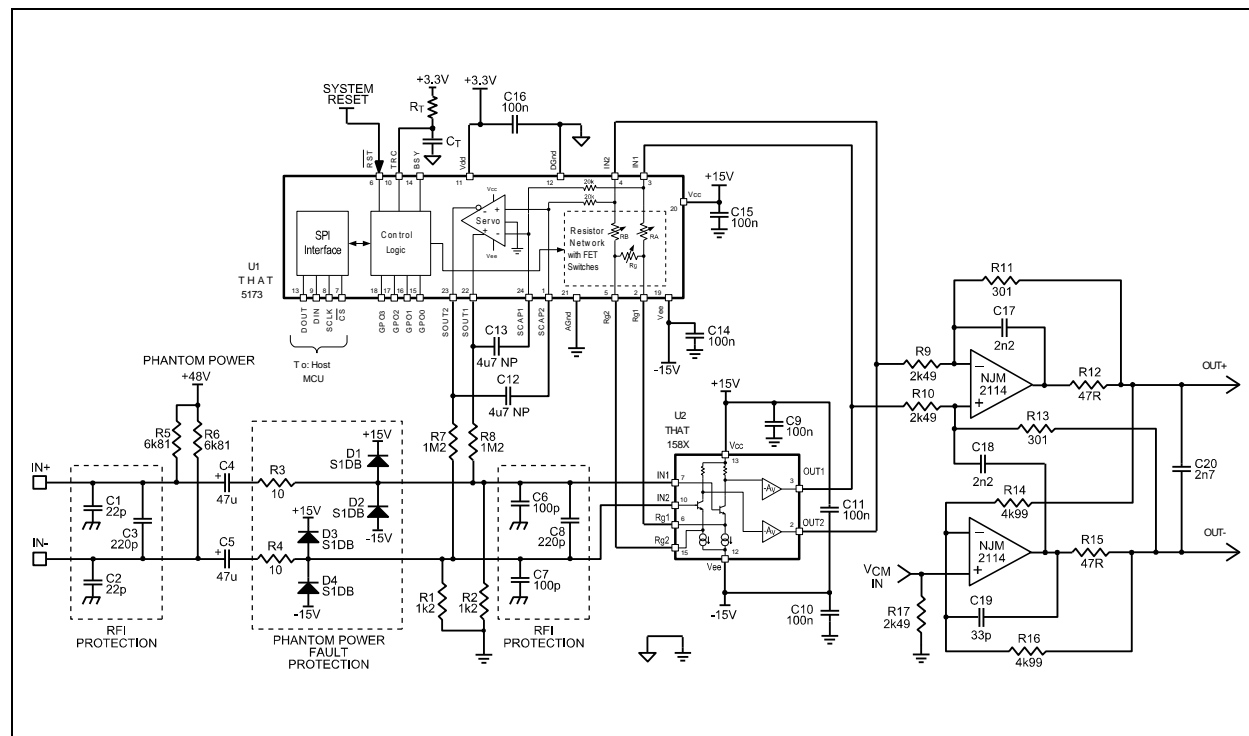 SYSTEM
RESET
+3.3V
RT
CT
+3.3V
C16
100n
RST
TRC
BSY
Vdd
DGnd
IN2
IN1
6
10
14
11
12
4
3
20k
20k
Vcc
Servo
Vee
SPI
Interface
Control
Logic
Resistor
Network
with FET
Switches
RB
RA
Rg
U1
THAT
5173
Vcc
20
+15V
C15
100n
13
9
8
7
18
17
16
15
23
22
24
1
21
5
2
19
DOUT
DIN
SCLK
CS
GPO3
GPO2
GPO1
GPO0
SOUT2
SOUT1
SCAP1
SCAP2
AGnd
Rg2
Rg1
Vee
To: Host
MCU
C13
4u7 NP
C12
4u7 NP
C14
100n
-15V
PHANTOM POWER
+48V
R5
6k81
R6
6k81
R7
1M2
R8
1M2
IN+
IN-
C1
22p
C3
220p
C2
22p
RFI
PROTECTION
C4
47u
C5
47u
+
+
R3
10
R4
10
+15V
D1
S1DB
D2
S1DB
-15V
+15V
D3
S1DB
D4
S1DB
-15V
PHANTOM POWER
FAULT
PROTECTION
R1
1k2
R2
1k2
C6
100p
C8
220p
C7
100p
RFI
PROTECTION
U2
THAT
158X
+15V
C9
100n
Vcc
13
IN1
7
IN2
10
Rg1
6
Rg2
15
-AV
-AV
OUT1
3
OUT2
2
12
Vee
-15V
C11
100n
C10
100n
R9
2k49
R10
2k49
R11
301
C17
2n2
NJM
2114
−
+
R12
47R
R13
301
C18
2n2
R14
4k99
NJM
2114
−
+
R15
47R
VCM
IN
R17
2k49
C19
33p
R16
4k99
C20
2n7
OUT+
OUT-